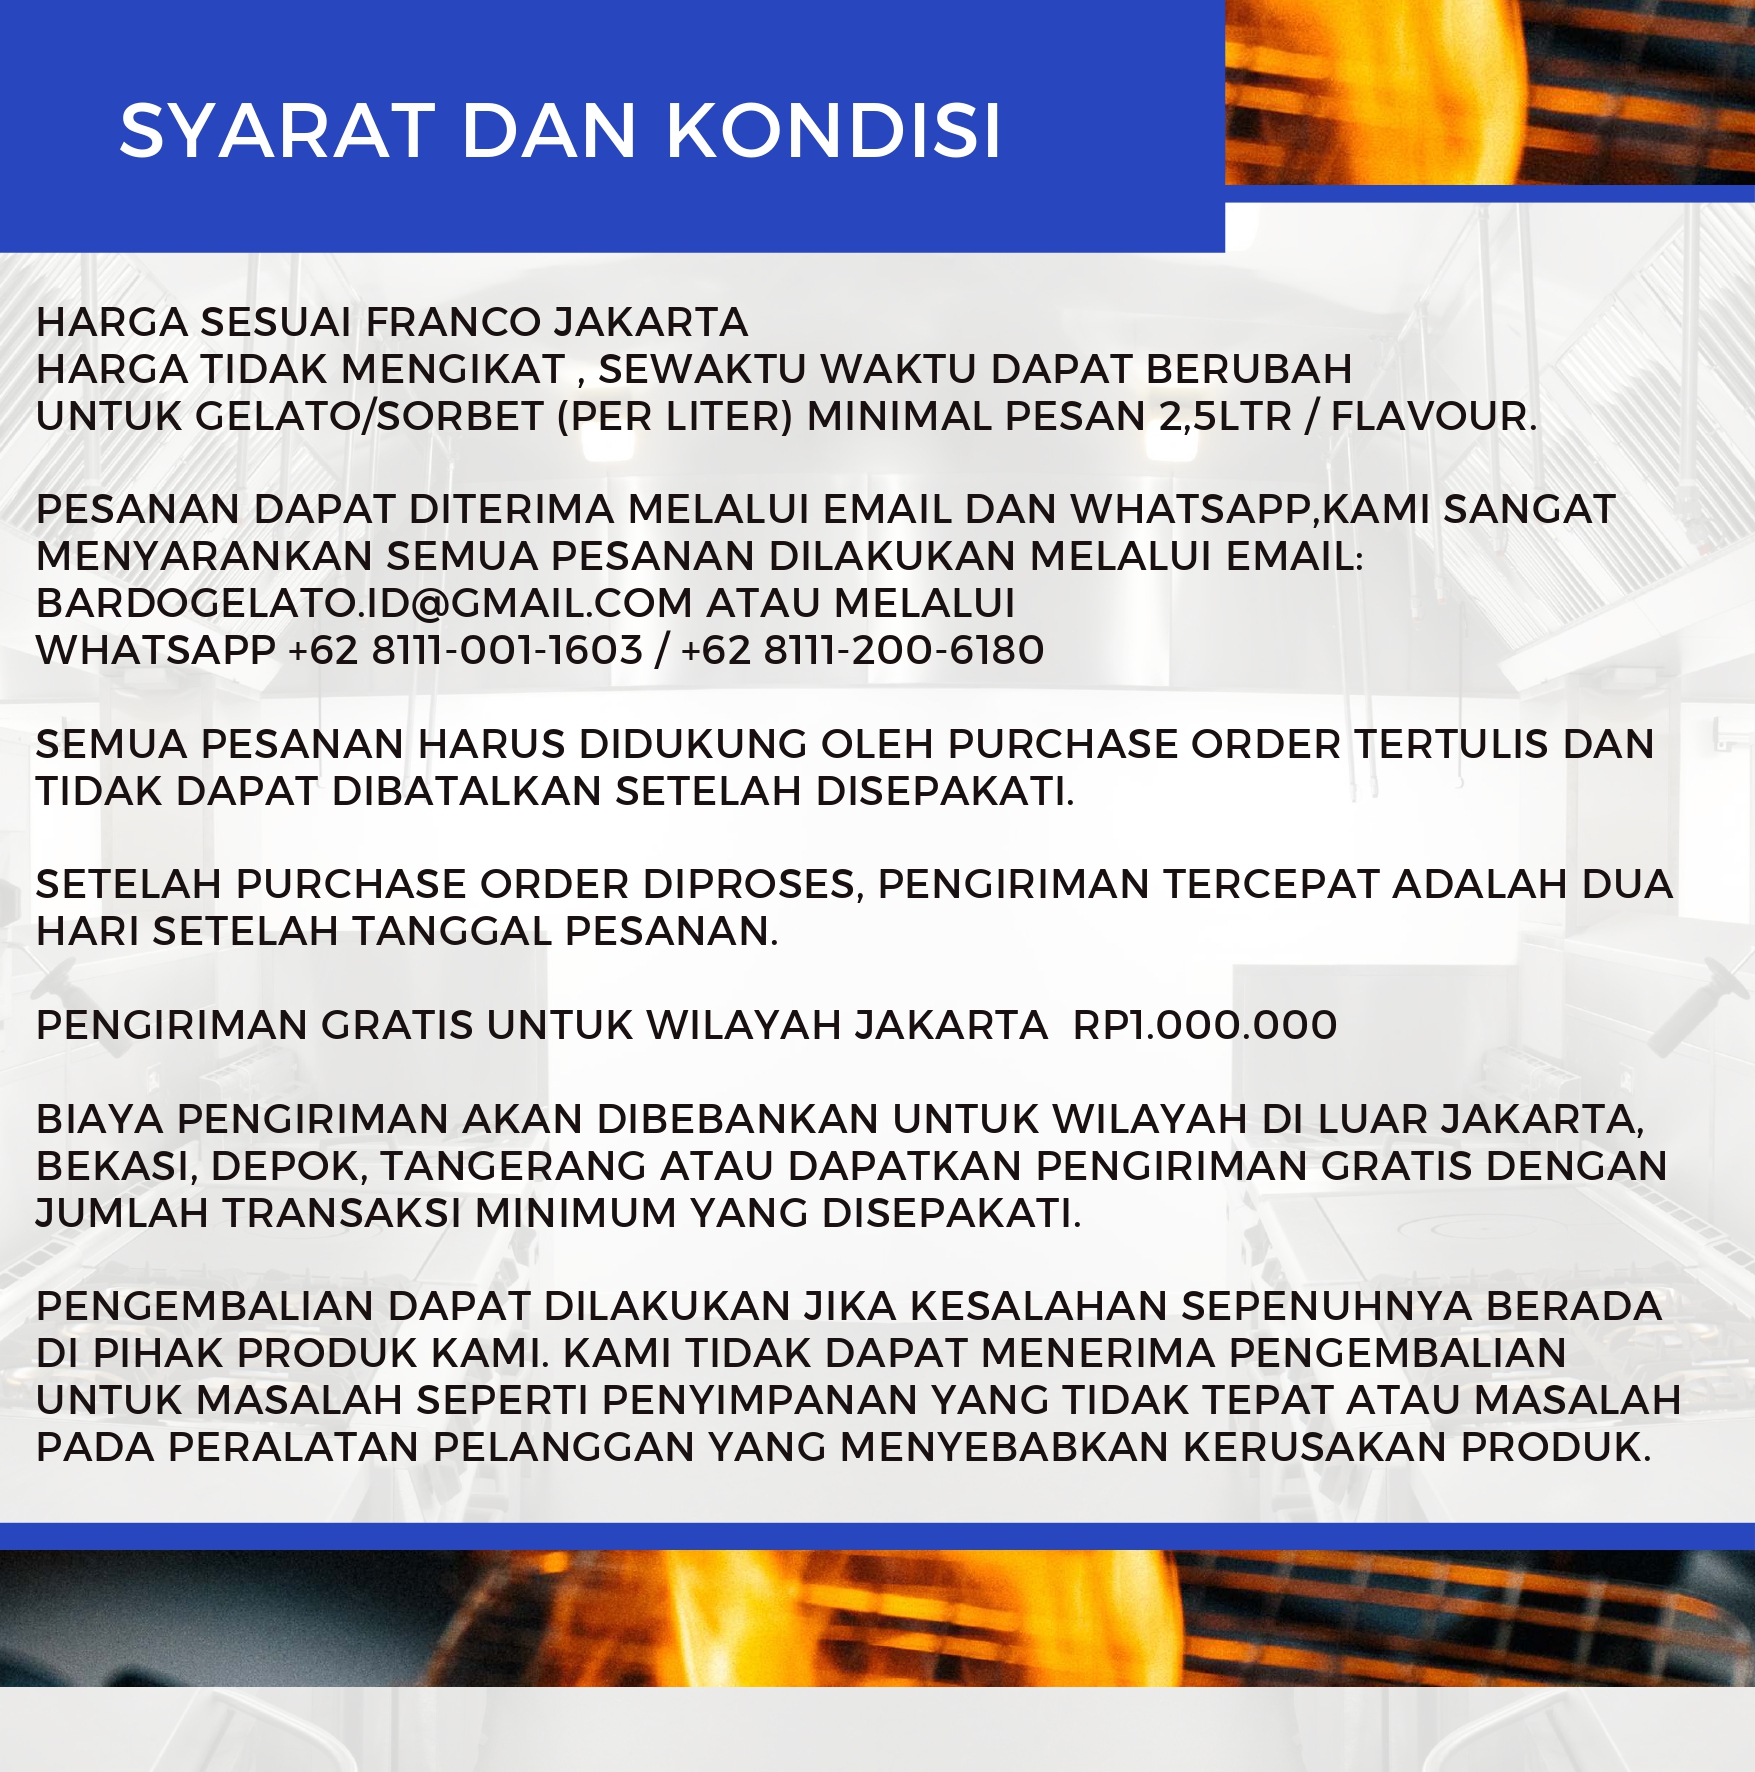 SYARAT DAN KONDISI
HARGA SESUAI FRANCO JAKARTA
HARGA TIDAK MENGIKAT , SEWAKTU WAKTU DAPAT BERUBAH
UNTUK GELATO/SORBET (PER LITER) MINIMAL PESAN 2,5LTR / FLAVOUR.
PESANAN DAPAT DITERIMA MELALUI EMAIL DAN WHATSAPP,KAMI SANGAT
MENYARANKAN SEMUA PESANAN DILAKUKAN MELALUI EMAIL:
BARDOGELATO.ID@GMAIL.COM ATAU MELALUI
WHATSAPP +62 8111-001-1603 / +62 8111-200-6180
SEMUA PESANAN HARUS DIDUKUNG OLEH PURCHASE ORDER TERTULIS DAN
TIDAK DAPAT DIBATALKAN SETELAH DISEPAKATI.
SETELAH PURCHASE ORDER DIPROSES, PENGIRIMAN TERCEPAT ADALAH DUA
HARI SETELAH TANGGAL PESANAN.
PENGIRIMAN GRATIS UNTUK WILAYAH JAKARTA  RP1.000.000
BIAYA PENGIRIMAN AKAN DIBEBANKAN UNTUK WILAYAH DI LUAR JAKARTA,
BEKASI, DEPOK, TANGERANG ATAU DAPATKAN PENGIRIMAN GRATIS DENGAN
JUMLAH TRANSAKSI MINIMUM YANG DISEPAKATI.
PENGEMBALIAN DAPAT DILAKUKAN JIKA KESALAHAN SEPENUHNYA BERADA
DI PIHAK PRODUK KAMI. KAMI TIDAK DAPAT MENERIMA PENGEMBALIAN
UNTUK MASALAH SEPERTI PENYIMPANAN YANG TIDAK TEPAT ATAU MASALAH
PADA PERALATAN PELANGGAN YANG MENYEBABKAN KERUSAKAN PRODUK.